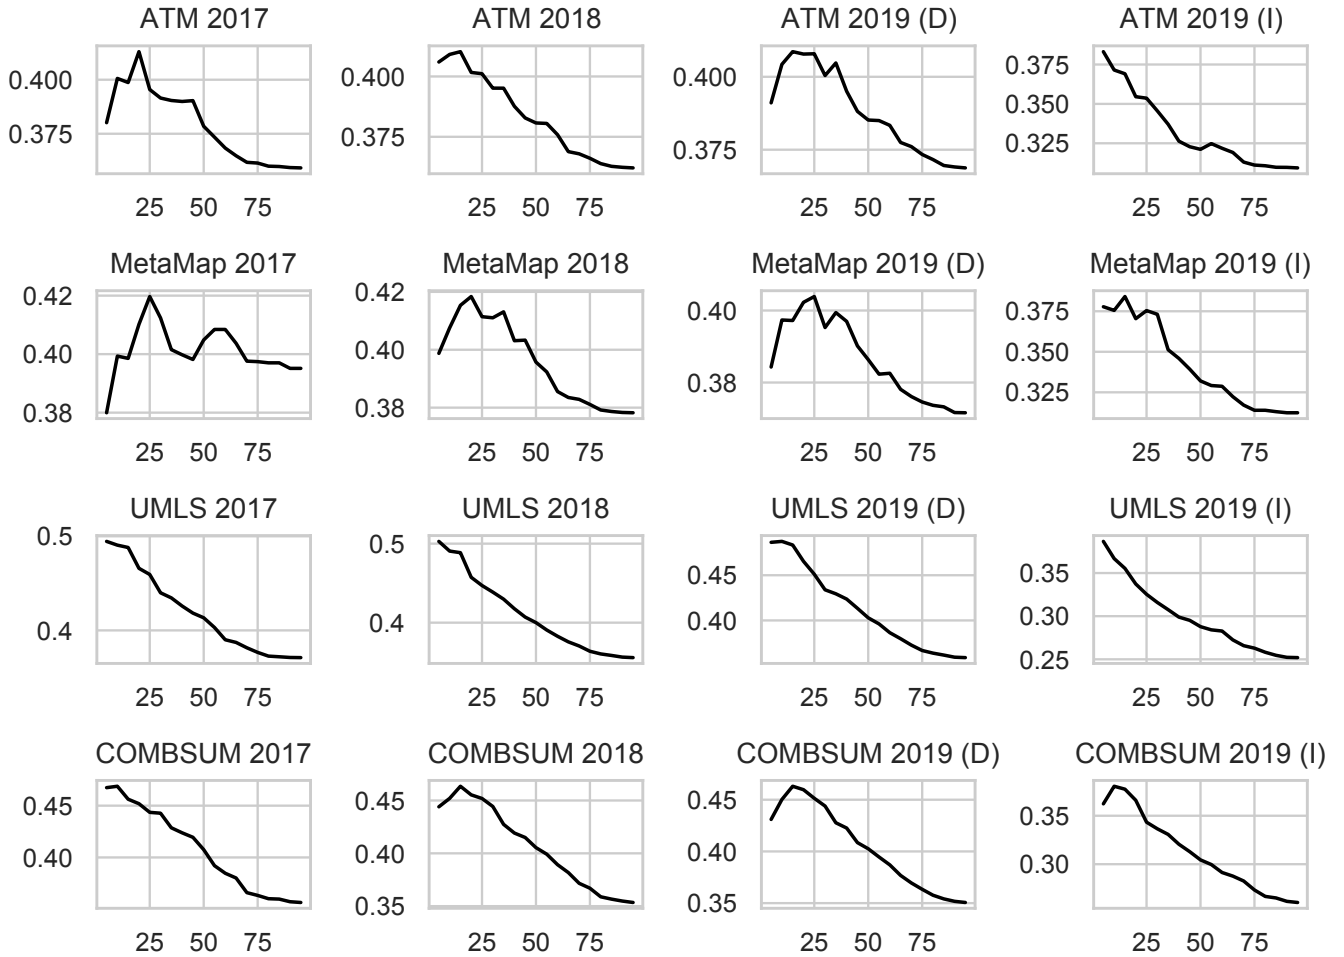 ATM 2017 ATM 2018 ATM 2019 (D) ATM 2019 (I)
0.400 0.400 0.400 0.375
0.350
0.375 0.375 0.375 0.325
25 50 75 25 50 75 25 50 75 25 50 75
MetaMap 2017 MetaMap 2018 MetaMap 2019 (D) MetaMap 2019 (I)
0.42 0.42 0.40 0.375
0.40 0.40 0.350
0.38 0.38 0.38 0.325
25 50 75 25 50 75 25 50 75 25 50 75
UMLS 2017 UMLS 2018 UMLS 2019 (D) UMLS 2019 (I)
0.5 0.5 0.45 0.35
0.4 0.4 0.40 0.30
0.25
25 50 75 25 50 75 25 50 75 25 50 75
COMBSUM 2017 COMBSUM 2018 COMBSUM 2019 (D) COMBSUM 2019 (I)
0.45 0.45 0.45 0.35
0.40 0.40 0.40 0.30
0.35 0.35
25 50 75 25 50 75 25 50 75 25 50 75